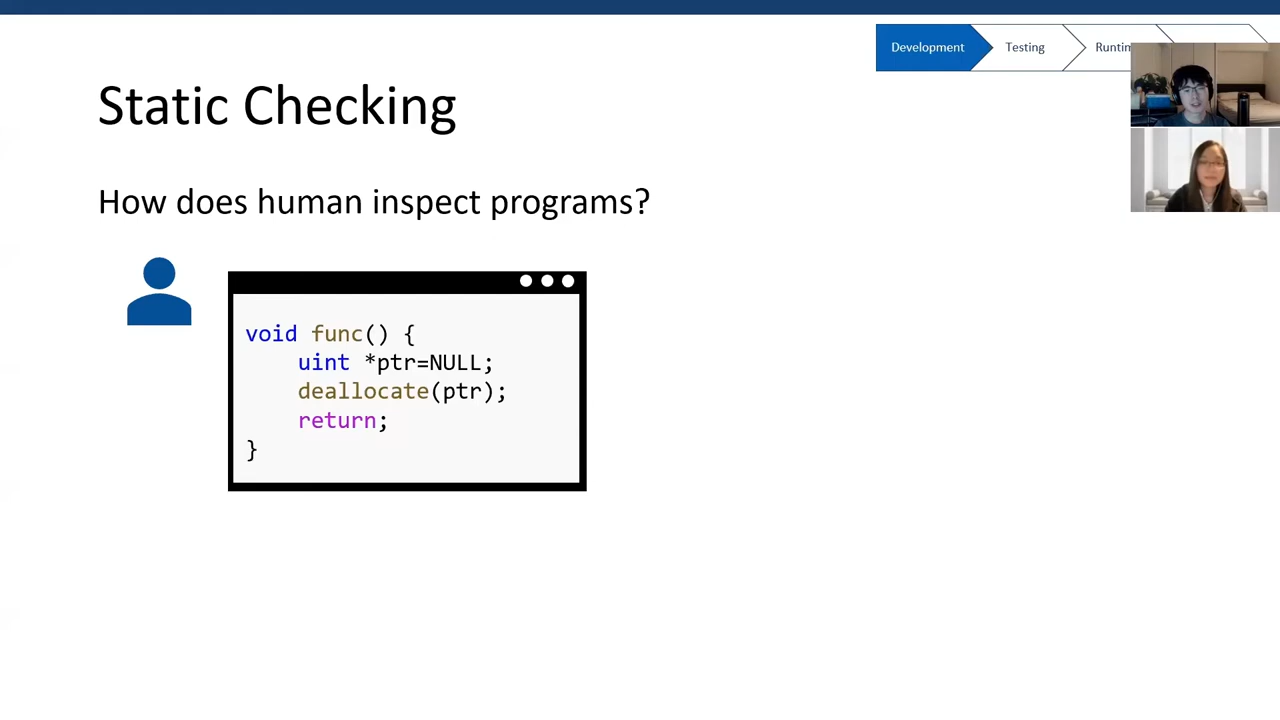 Development
Testing
Static Checking
How does human inspect programs?
void func() {
uint *ptr=NULL;
deallocate(ptr);
return;
}